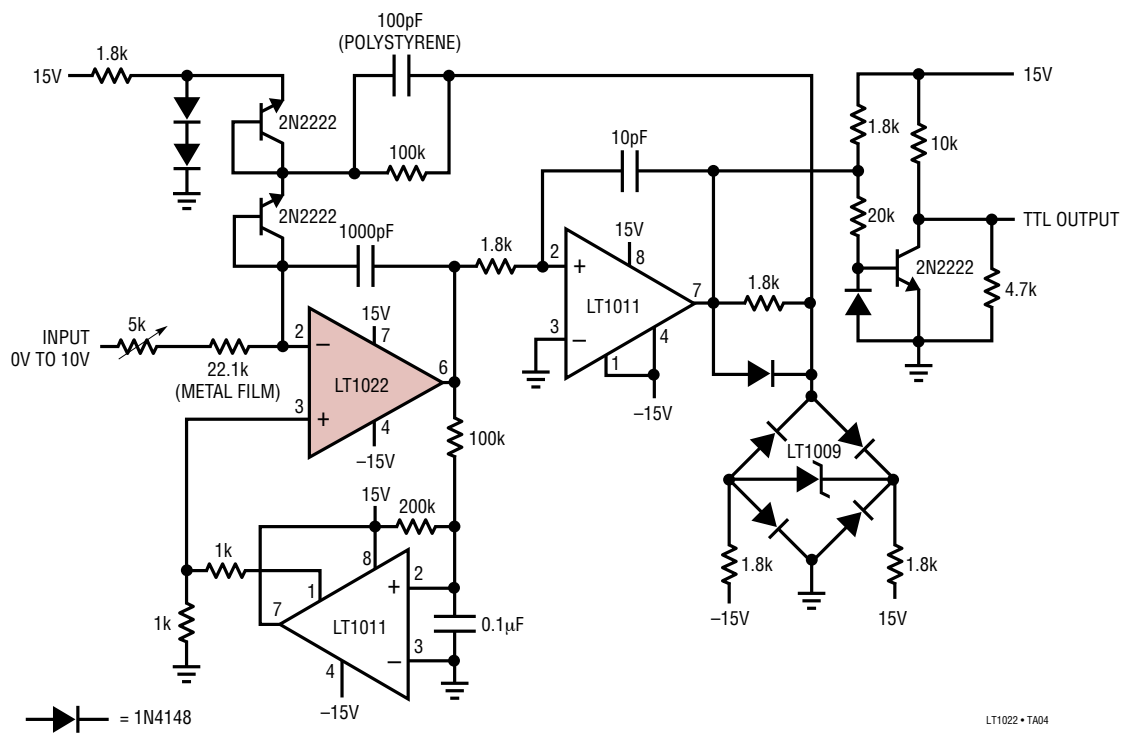 100pF
(POLYSTYRENE)
1.8k
15V
2N2222
100k
2N2222
1000pF
1.8k
10pF
15V
2
8
+
LT1011
7
3
–
1
4
–15V
1.8k
15V
1.8k
10k
20k
TTL OUTPUT
2N2222
4.7k
5k
INPUT
0V TO 10V
22.1k
(METAL FILM)
15V
2
7
–
LT1022
6
3
+
4
–15V
100k
LT1009
1.8k
–15V
1.8k
15V
15V
200k
1k
8
1
+
2
7
LT1011
1k
0.1µF
–
3
4
–15V
= 1N4148
LT1022 • TA04